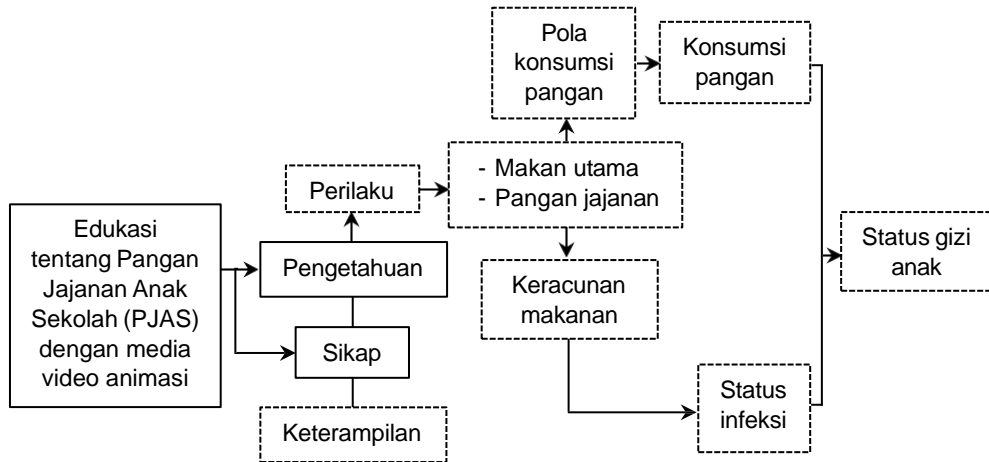 Edukasi
tentang Pangan
Jajanan Anak
Sekolah (PJAS)
dengan media
video animasi
Pengetahuan
Sikap
Keterampilan
Perilaku
- Makan utama
- Pangan jajanan
Pola
konsumsi
pangan
Konsumsi
pangan
Keracunan
makanan
Status
infeksi
Status gizi
anak